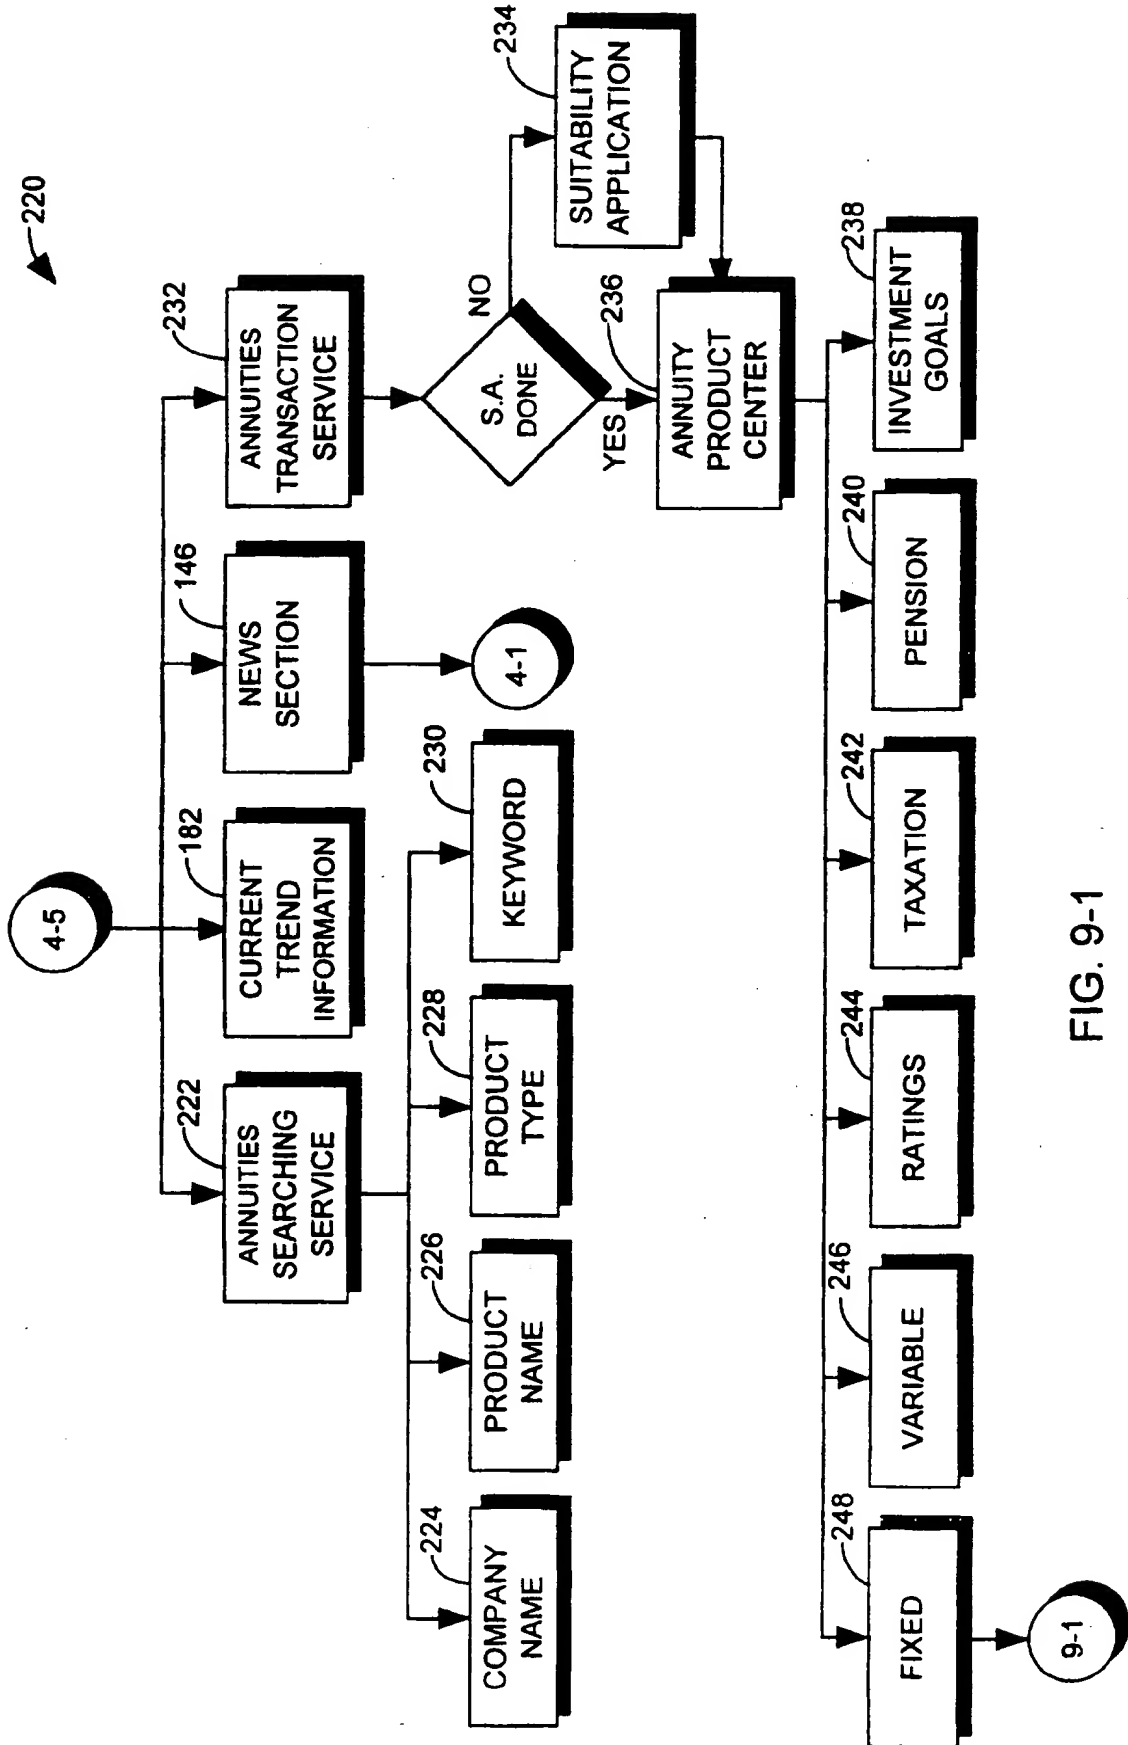 220
4-5
222
ANNUITIES
SEARCHING
SERVICE
182
CURRENT
TREND
INFORMATION
146
NEWS
SECTION
232
ANNUITIES
TRANSACTION
SERVICE
224
COMPANY
NAME
226
PRODUCT
NAME
228
PRODUCT
TYPE
230
KEYWORD
4-1
S.A.
DONE
NO
YES
234
SUITABILITY
APPLICATION
236
ANNUITY
PRODUCT
CENTER
248
FIXED
246
VARIABLE
244
RATINGS
242
TAXATION
240
PENSION
238
INVESTMENT
GOALS
9-1
FIG. 9-1